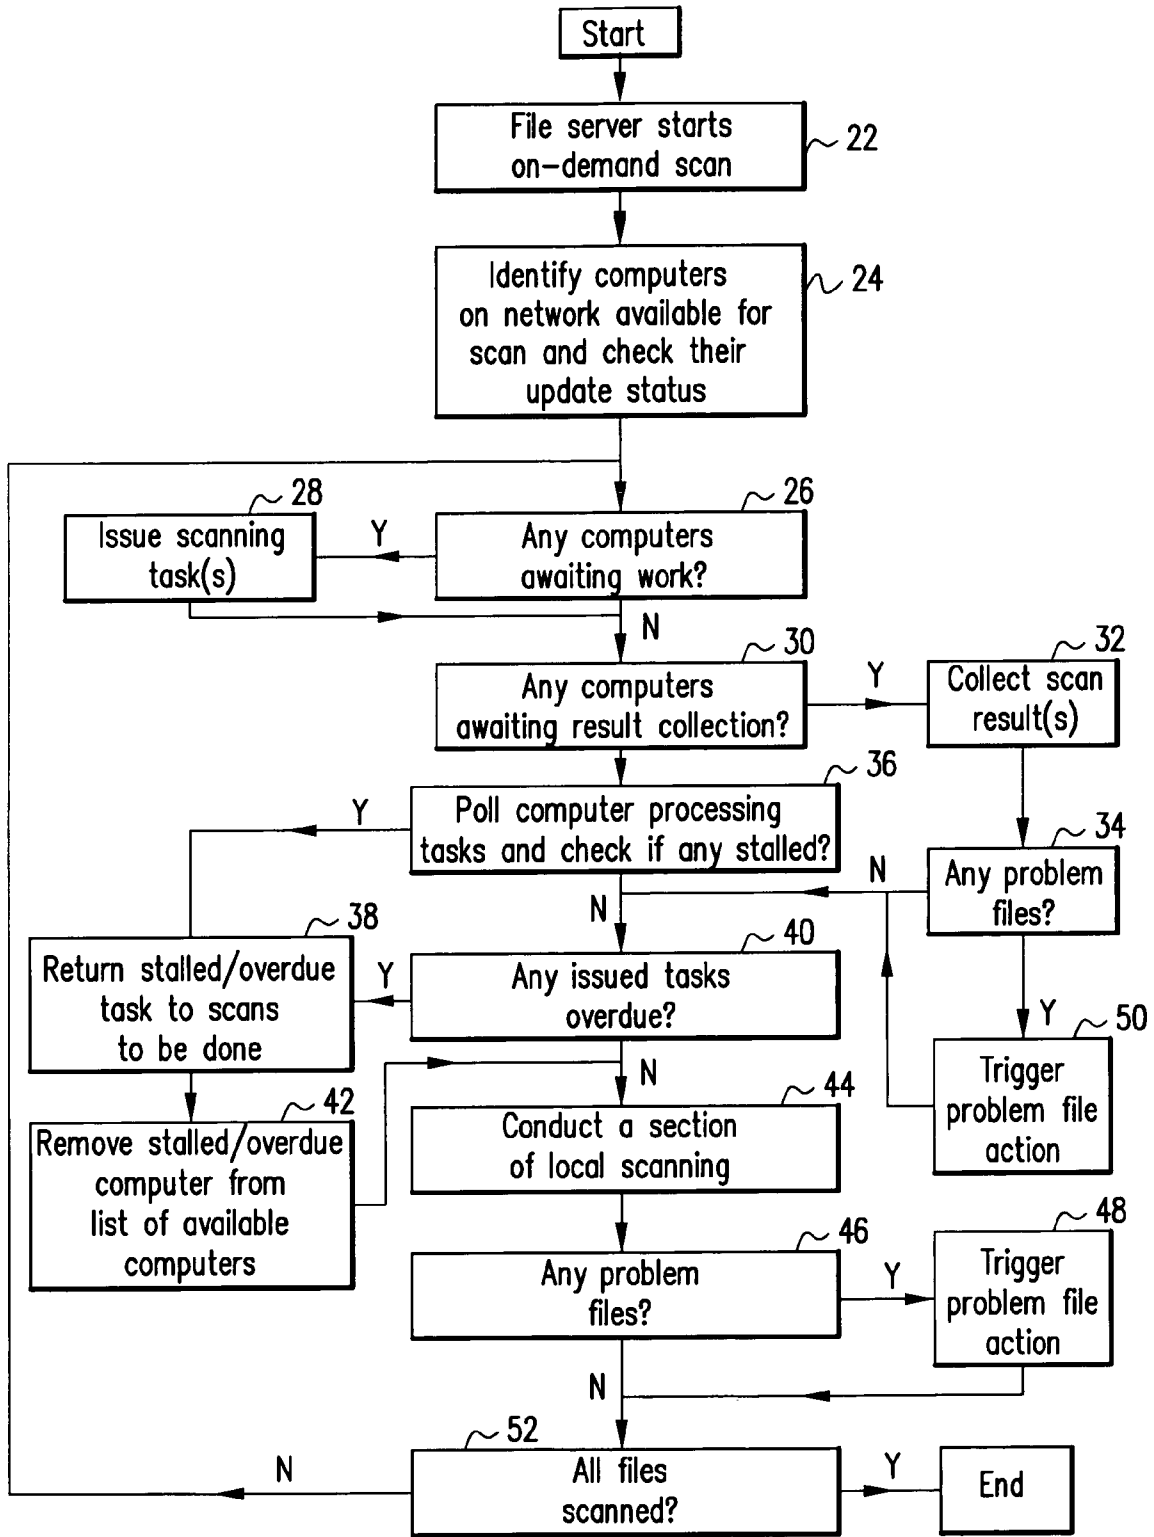 Start
File server starts
on-demand scan
22
Identify computers
on network available for
scan and check their
update status
24
28
Issue scanning
task(s)
Y
26
Any computers
awaiting work?
N
30
Any computers
awaiting result collection?
Y
32
Collect scan
result(s)
36
Poll computer processing
tasks and check if any stalled?
Y
N
34
Any problem
files?
N
Y
38
Return stalled/overdue
task to scans
to be done
Y
40
Any issued tasks
overdue?
N
50
Trigger
problem file
action
42
Remove stalled/overdue
computer from
list of available
computers
44
Conduct a section
of local scanning
46
Any problem
files?
Y
N
48
Trigger
problem file
action
52
All files
scanned?
N
Y
End